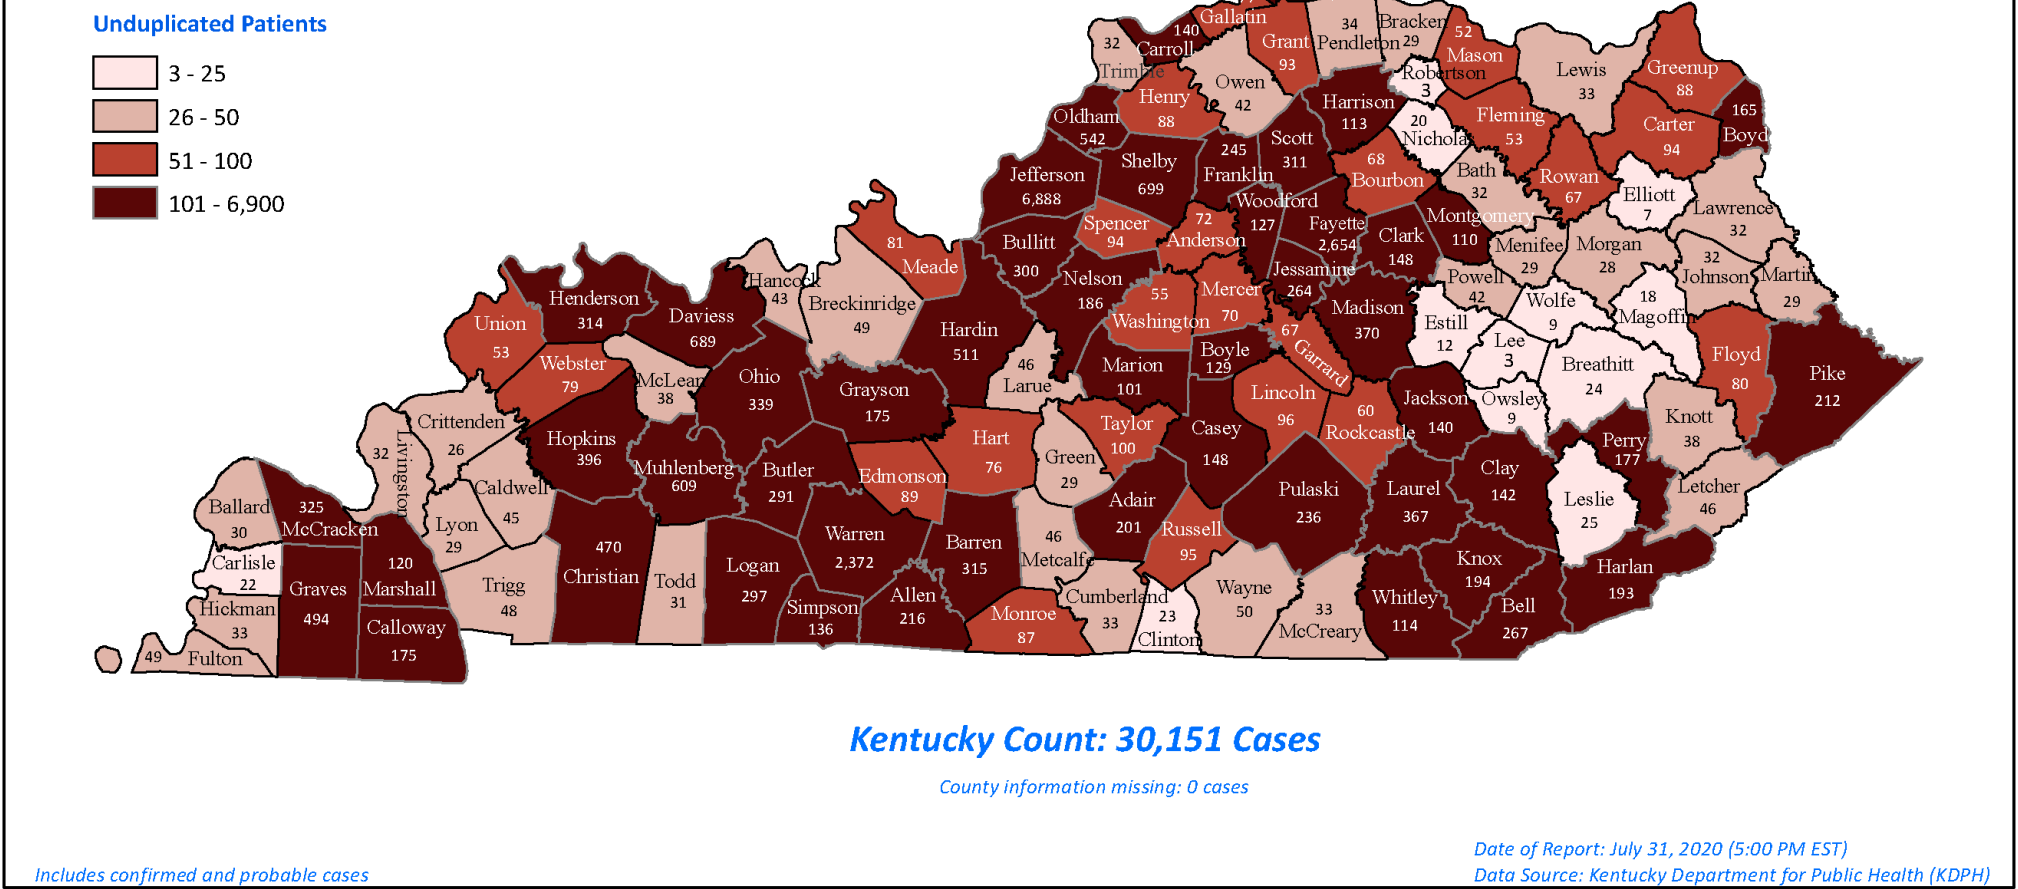 Unduplicated Patients
3 - 25
26 - 50
51 - 100
101 - 6,900
Gallatin
140
Carroll
32
Trimble
Grant
93
34
Pendleton
Bracken
29
52
Mason
Robertson
3
Lewis
33
Greenup
88
Owen
42
Henry
88
Oldham
542
Harrison
113
20
Nicholas
Fleming
53
Carter
94
165
Boyd
Scott
311
245
Franklin
Shelby
699
Jefferson
6,888
68
Bourbon
Bath
32
Rowan
67
Elliott
7
Lawrence
32
Woodford
127
Fayette
2,654
Spencer
94
72
Anderson
Clark
148
Montgomery
110
Menifee
29
Morgan
28
32
Johnson
Martin
29
81
Meade
Bullitt
300
Nelson
186
Jessamine
264
Powell
42
Wolfe
9
18
Magoffin
Mercer
70
55
Washington
Madison
370
Estill
12
Lee
3
Hancock
43
Breckinridge
49
Henderson
314
Daviess
689
Union
53
Webster
79
McLean
38
Ohio
339
Hardin
511
46
Larue
Marion
101
Boyle
129
67
Garrard
Breathitt
24
Floyd
80
Pike
212
Grayson
175
Lincoln
96
60
Rockcastle
Jackson
140
Owsley
9
Knott
38
Perry
177
Crittenden
26
32
Livingston
Hopkins
396
Muhlenberg
609
Butler
291
Edmonson
89
Hart
76
Green
29
Taylor
100
Casey
148
Pulaski
236
Laurel
367
Clay
142
Leslie
25
Letcher
46
Ballard
30
325
McCracken
Caldwell
45
Lyon
29
Adair
201
Russell
95
Warren
2,372
Barren
315
46
Metcalfe
Carlisle
22
Graves
494
120
Marshall
470
Christian
Trigg
48
Todd
31
Logan
297
Simpson
136
Allen
216
Monroe
87
Cumberland
33
23
Clinton
Wayne
50
33
McCreary
Whitley
114
Knox
194
Bell
267
Harlan
193
Hickman
33
49
Fulton
Calloway
175
Kentucky Count: 30,151 Cases
County information missing: 0 cases
Date of Report: July 31, 2020 (5:00 PM EST)
Includes confirmed and probable cases
Data Source: Kentucky Department for Public Health (KDPH)